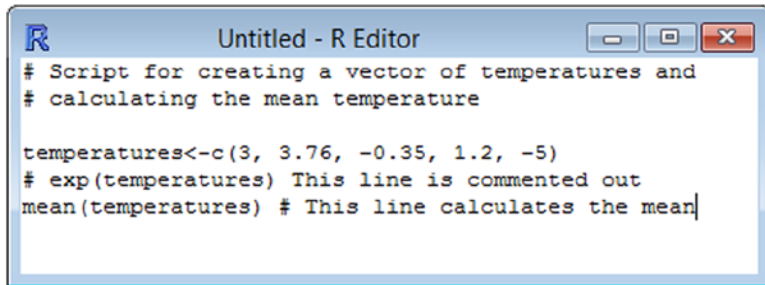 R Untitled - R Editor
# Script for creating a vector of temperatures and
# calculating the mean temperature
temperatures<-c(3, 3.76, -0.35, 1.2, -5)
# exp(temperatures) This line is commented out
mean(temperatures) # This line calculates the mean